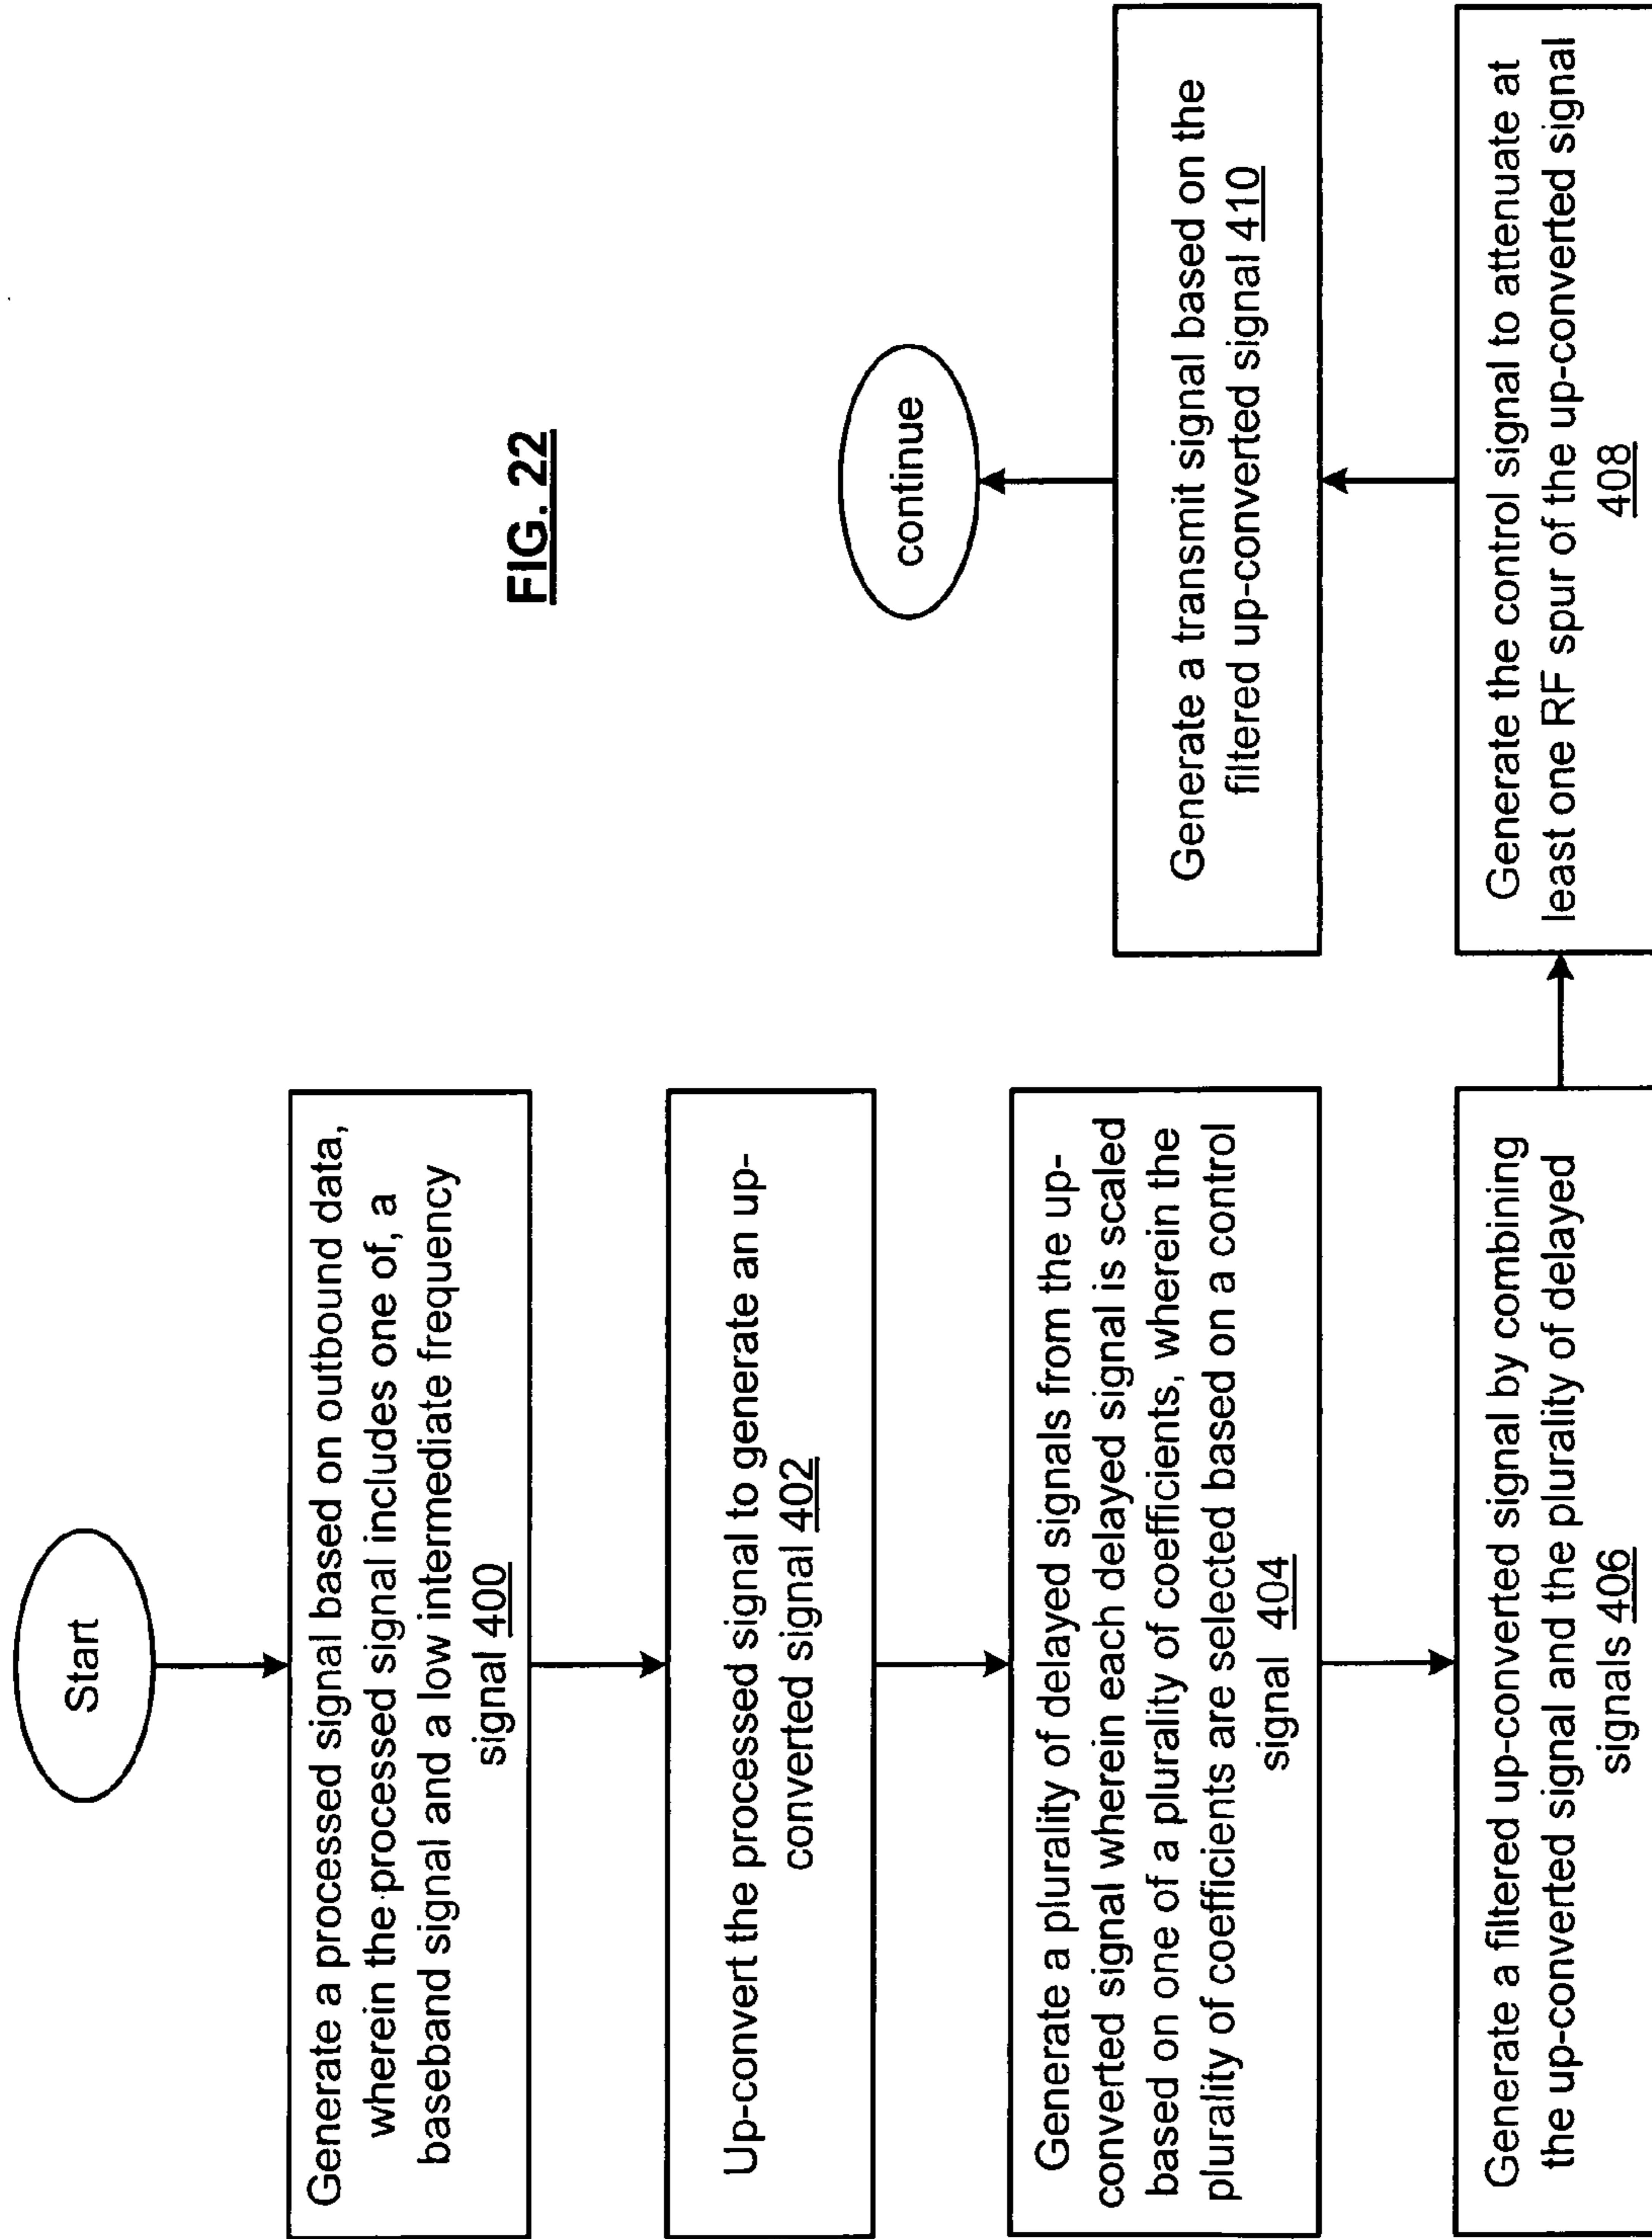 Start
Generate a processed signal based on outbound data,
wherein the processed signal includes one of, a
baseband signal and a low intermediate frequency
signal 400
Up-convert the processed signal to generate an up-
converted signal 402
Generate a plurality of delayed signals from the up-
converted signal wherein each delayed signal is scaled
based on one of a plurality of coefficients, wherein the
plurality of coefficients are selected based on a control
signal 404
Generate a filtered up-converted signal by combining
the up-converted signal and the plurality of delayed
signals 406
Generate the control signal to attenuate at
least one RF spur of the up-converted signal
408
Generate a transmit signal based on the
filtered up-converted signal 410
continue
FIG. 22